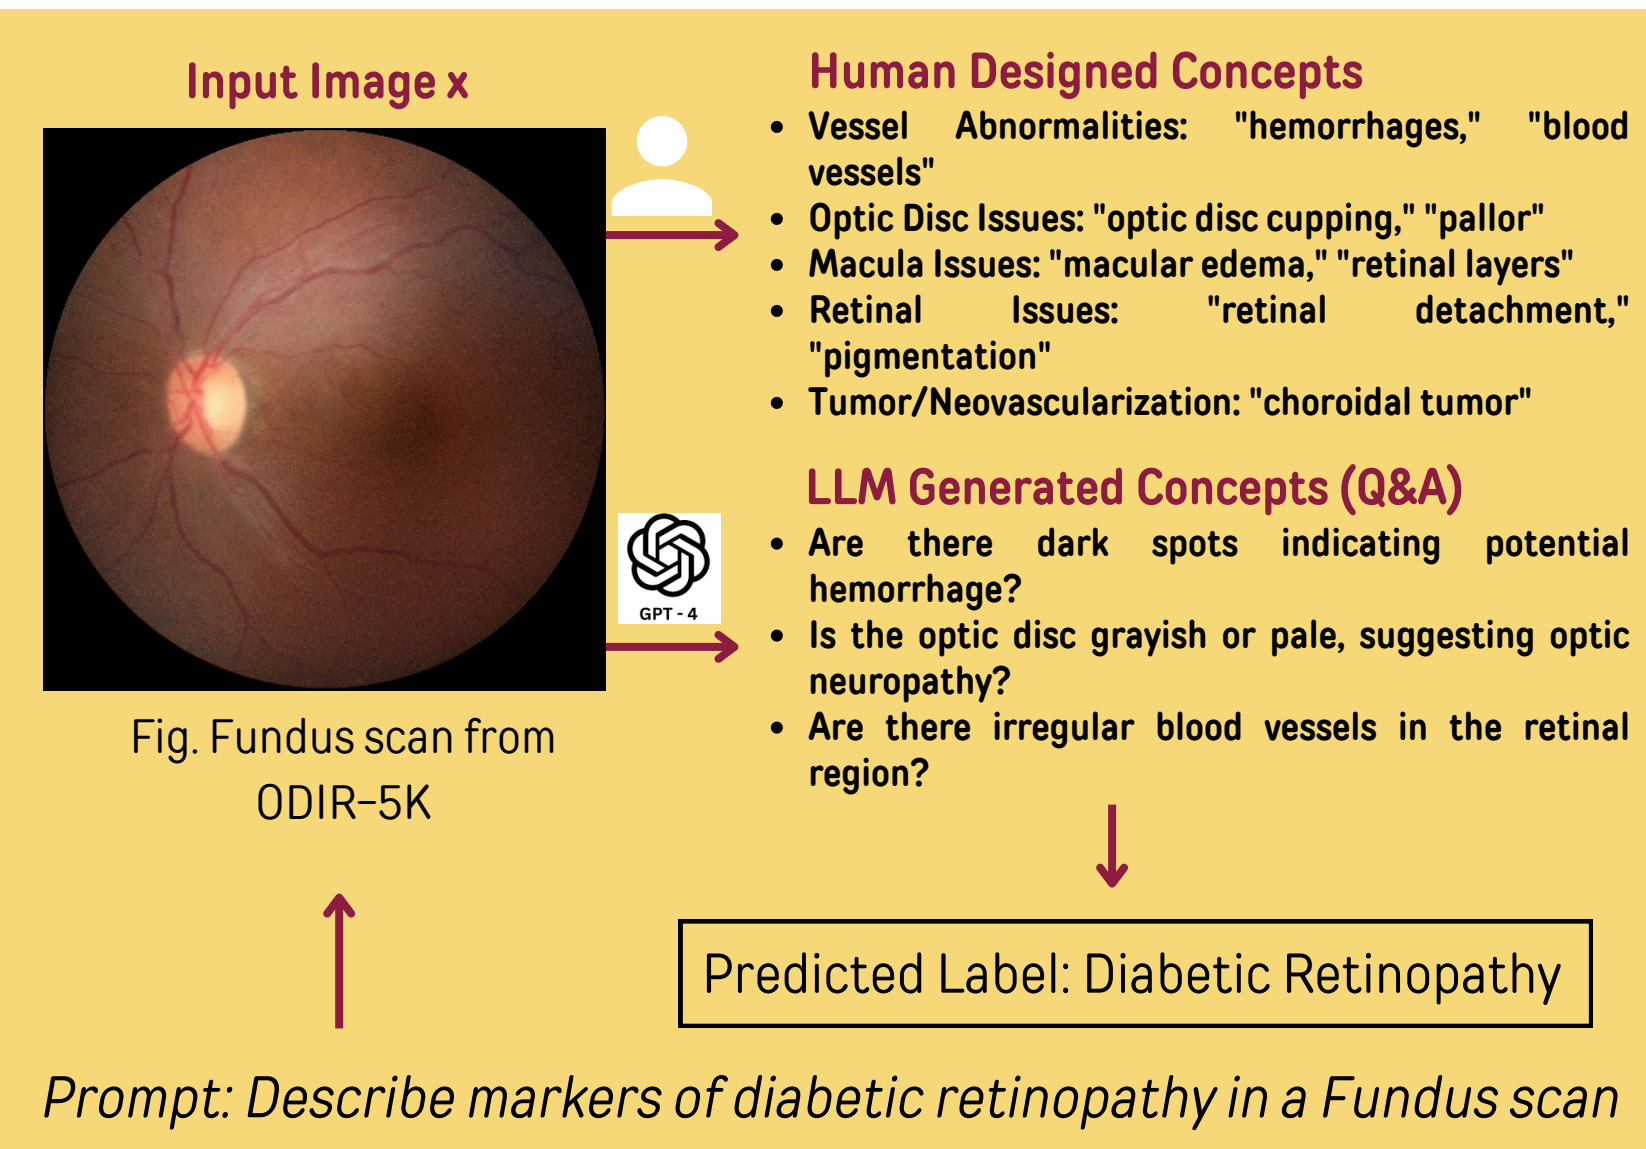 Input Image x
Human Designed Concepts
• Vessel Abnormalities: "hemorrhages," "blood
vessels"
• Optic Disc Issues: "optic disc cupping," "pallor"
• Macula Issues: "macular edema," "retinal layers"
• Retinal Issues: "retinal detachment,"
"pigmentation"
• Tumor/Neovascularization: "choroidal tumor"
LLM Generated Concepts (Q&A)
• Are there dark spots indicating potential
hemorrhage?
• Is the optic disc grayish or pale, suggesting optic
neuropathy?
• Are there irregular blood vessels in the retinal
region?
GPT - 4
Fig. Fundus scan from
ODIR-5K
Predicted Label: Diabetic Retinopathy
Prompt: Describe markers of diabetic retinopathy in a Fundus scan